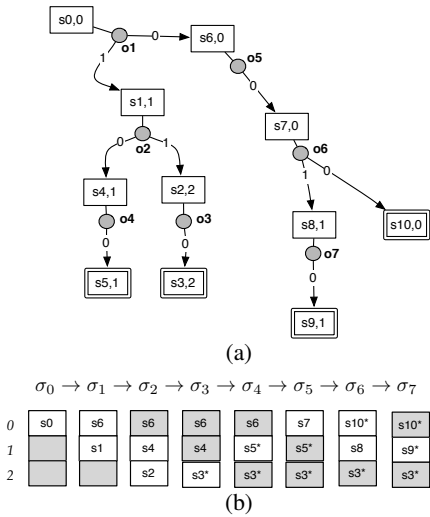 s0,0
o1
0
s6,0
o5
1
0
s1,1
s7,0
o2
0
1
o6
1
0
s4,1
s2,2
s8,1
s10,0
o4
o3
0
0
o7
0
s5,1
s3,2
s9,1
(a)
σ0 → σ1 → σ2 → σ3 → σ4 → σ5 → σ6 → σ7
0 s0 s6 s6 s6 s6 s7 s10* s10*
1 s1 s4 s4 s5* s5* s8 s9*
2 s2 s3* s3* s3* s3* s3*
(b)